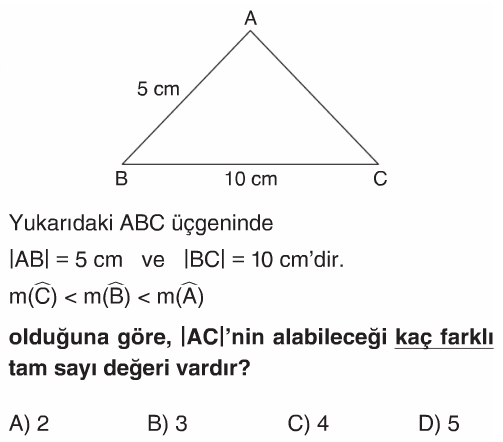 A
5 cm
B
10 cm
C
Yukarıdaki ABC üçgeninde
|AB| = 5 cm ve |BC| = 10 cm’dir.
m(Ĉ) < m(B̂) < m(Â)
olduğuna göre, |AC|’nin alabileceği kaç farklı
tam sayı değeri vardır?
A) 2 B) 3 C) 4 D) 5